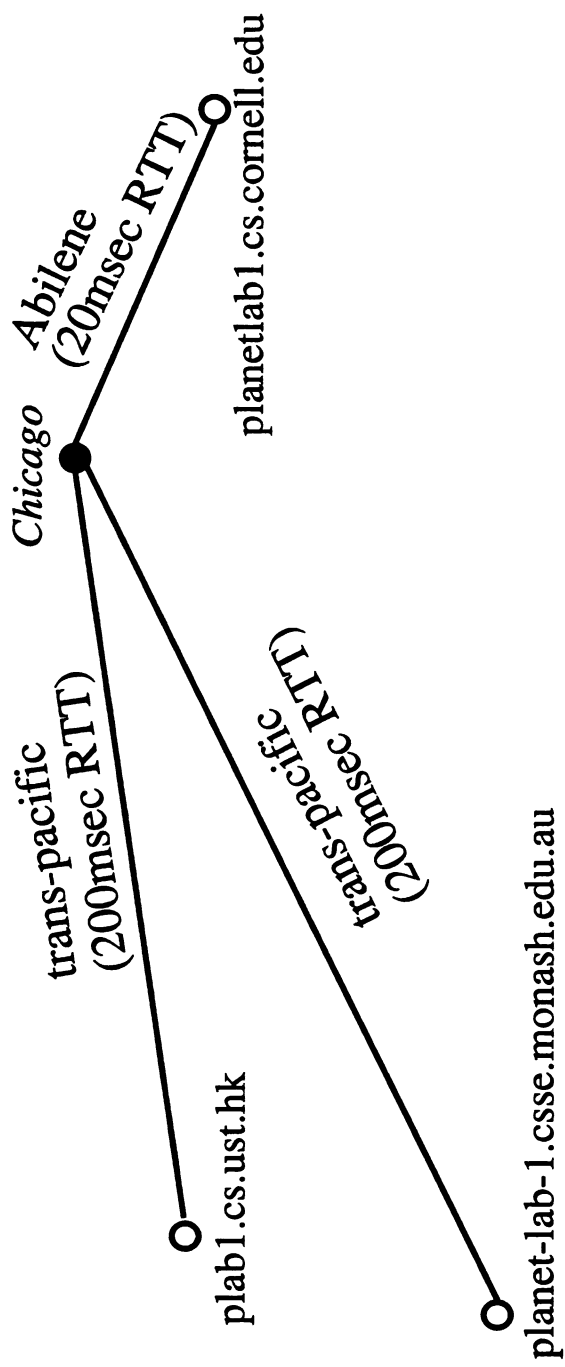 Chicago
Abilene
(20msec RTT)
trans-pacific
(200msec RTT)
planetlab1.cs.cornell.edu
trans-pacific
(200msec RTT)
plab1.cs.ust.hk
planet-lab-1.csse.monash.edu.au